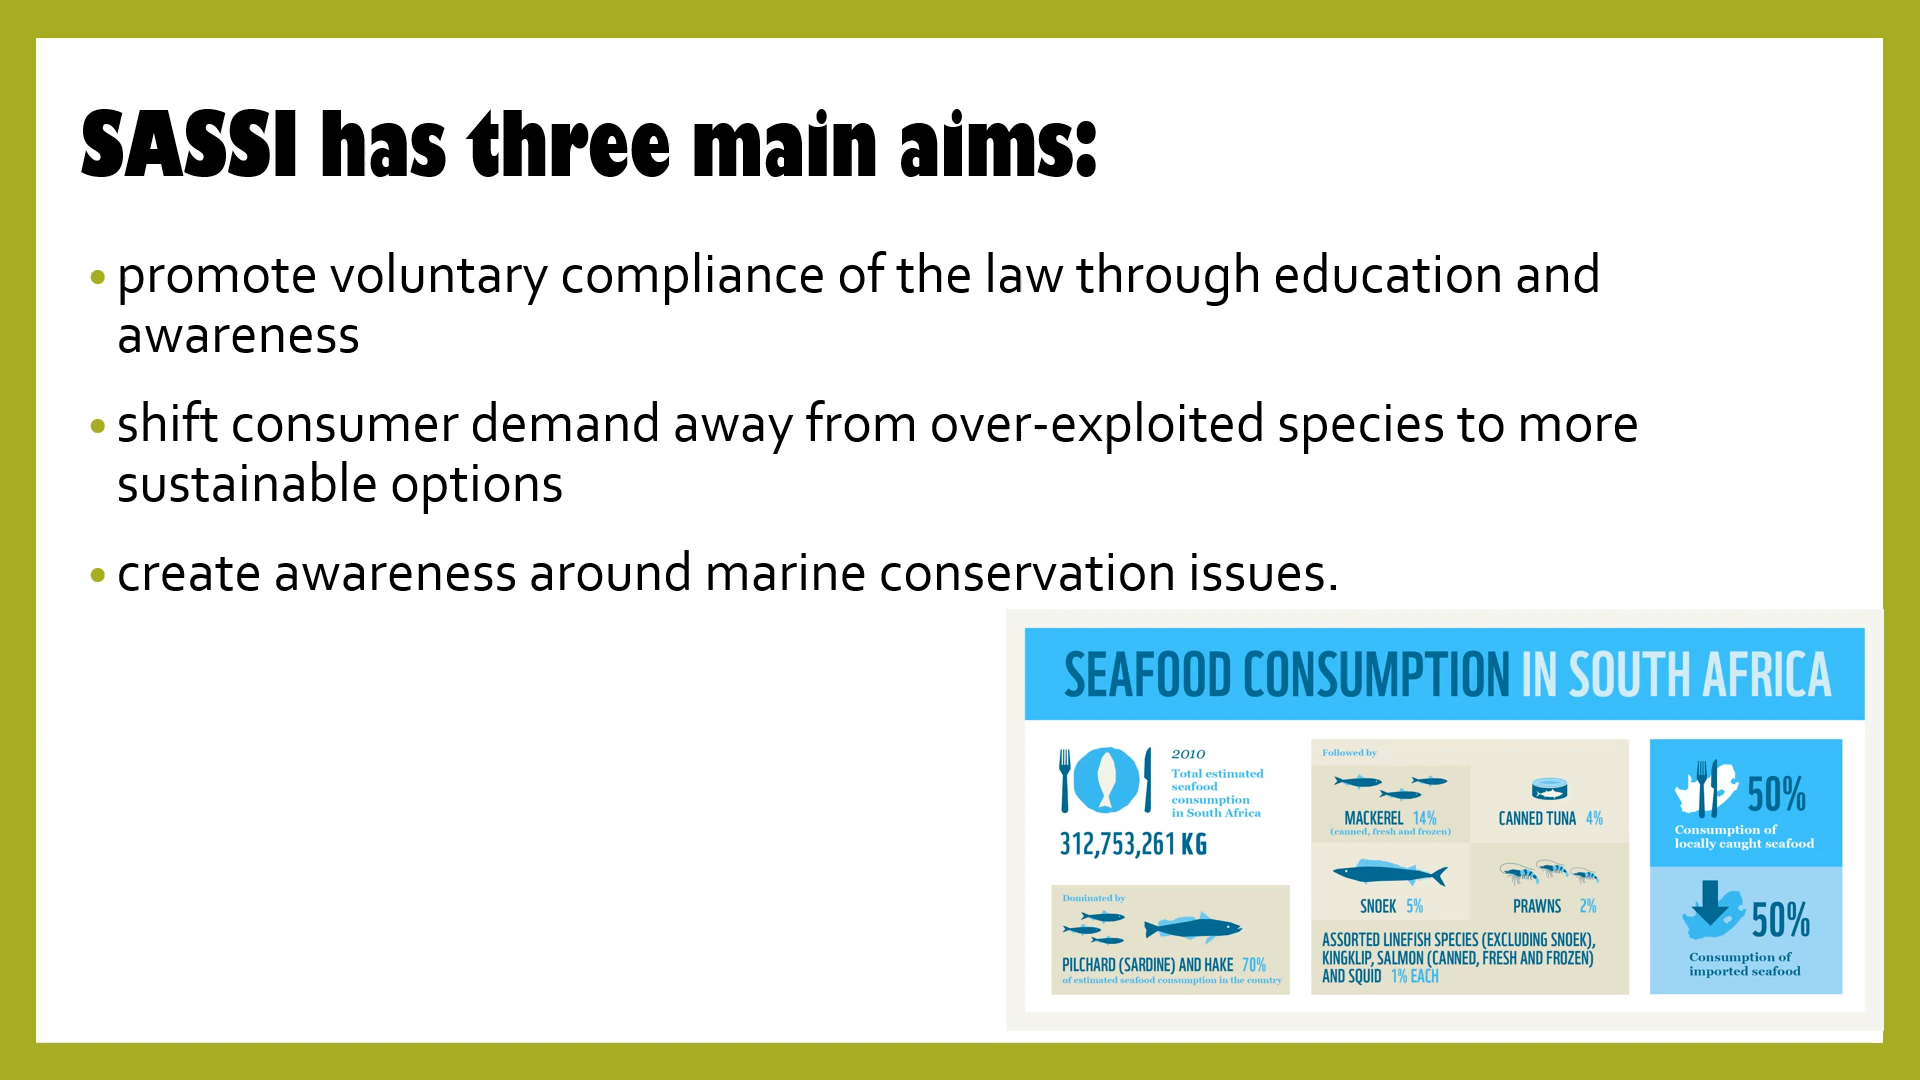 SASSI has three main aims:
• promote voluntary compliance of the law through education and
awareness
• shift consumer demand away from over-exploited species to more
sustainable options
• create awareness around marine conservation issues.
SEAFOOD CONSUMPTION IN SOUTH AFRICA
2010
Total estimated
seafood
consumption
in South Africa
312,753,261 KG
Dominated by
PILCHARD (SARDINE) AND HAKE 70%
of estimated seafood consumption in the country
Followed by
MACKEREL 14%
(canned, fresh and frozen)
CANNED TUNA 4%
SNOEK 5%
PRAWNS 2%
ASSORTED LINEFISH SPECIES (EXCLUDING SNOEK),
KINGKLIP, SALMON (CANNED, FRESH AND FROZEN)
AND SQUID 1% EACH
50%
Consumption of
locally caught seafood
50%
Consumption of
imported seafood